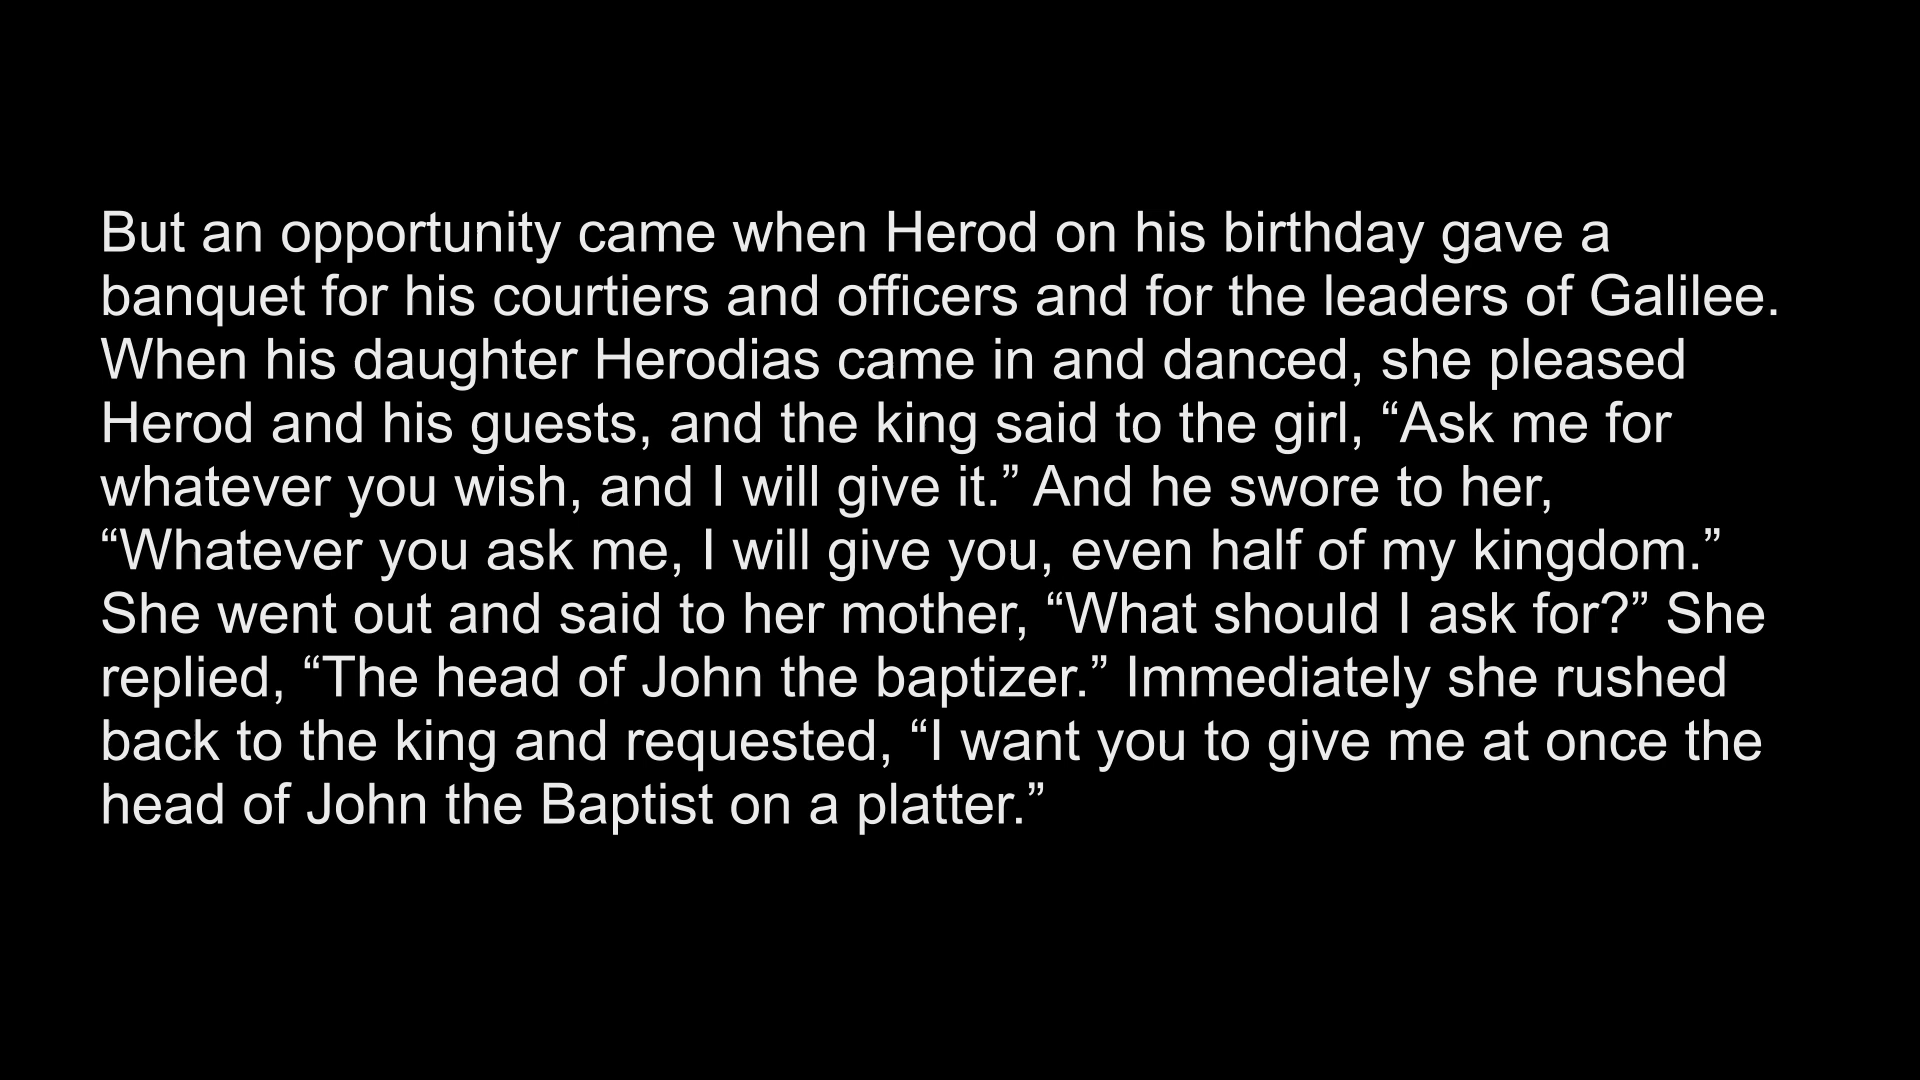 But an opportunity came when Herod on his birthday gave a
banquet for his courtiers and officers and for the leaders of Galilee.
When his daughter Herodias came in and danced, she pleased
Herod and his guests, and the king said to the girl, “Ask me for
whatever you wish, and I will give it.” And he swore to her,
“Whatever you ask me, I will give you, even half of my kingdom.”
She went out and said to her mother, “What should I ask for?” She
replied, “The head of John the baptizer.” Immediately she rushed
back to the king and requested, “I want you to give me at once the
head of John the Baptist on a platter.”